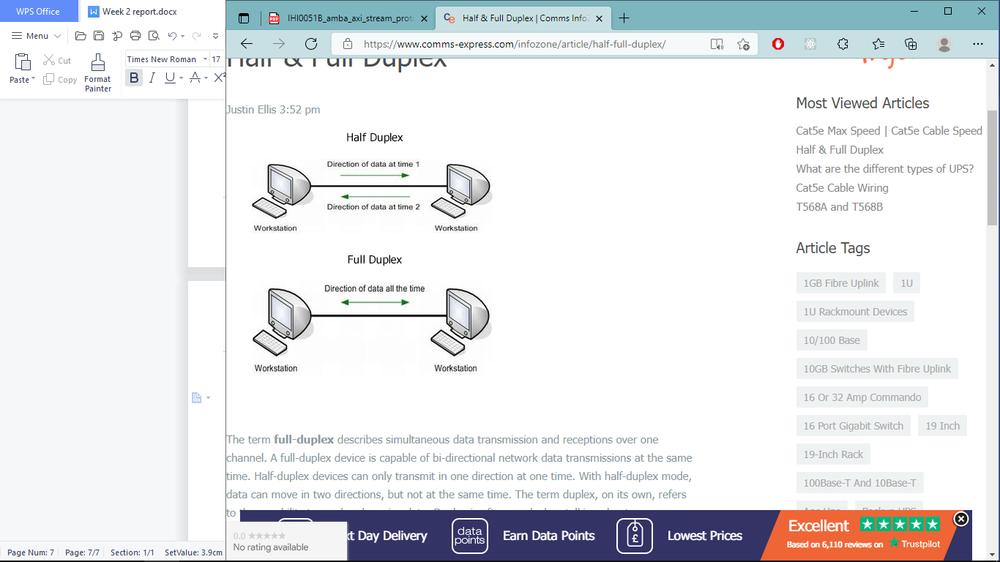 WPS Office
Week 2 report.docx
Menu
Paste
Cut
Copy
Format
Painter
Times New Roman
17
B I U A X²
Page Num: 7 Page: 7/7 Section: 1/1 SetValue: 3.9cm
IHI0051B_amba_axi_stream_proto
Half & Full Duplex | Comms Info
https://www.comms-express.com/infozone/article/half-full-duplex/
Half & Full Duplex
Justin Ellis 3:52 pm
Half Duplex
Direction of data at time 1
Direction of data at time 2
Workstation
Workstation
Full Duplex
Direction of data all the time
Workstation
Workstation
The term full-duplex describes simultaneous data transmission and receptions over one
channel. A full-duplex device is capable of bi-directional network data transmissions at the same
time. Half-duplex devices can only transmit in one direction at one time. With half-duplex mode,
data can move in two directions, but not at the same time. The term duplex, on its own, refers
to
Most Viewed Articles
Cat5e Max Speed | Cat5e Cable Speed
Half & Full Duplex
What are the different types of UPS?
Cat5e Cable Wiring
T568A and T568B
Article Tags
1GB Fibre Uplink
1U
1U Rackmount Devices
10/100 Base
10GB Switches With Fibre Uplink
16 Or 32 Amp Commando
16 Port Gigabit Switch
19 Inch
19-Inch Rack
100Base-T And 10Base-T
0.0
No rating available
xt Day Delivery
data
points
Earn Data Points
£
Lowest Prices
Excellent
Based on 6,110 reviews on Trustpilot